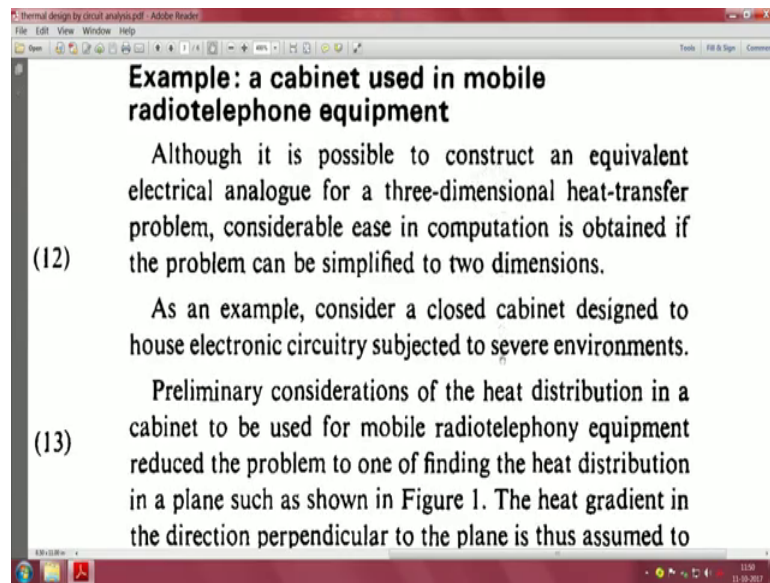 thermal design by circuit analysis.pdf - Adobe Reader
File Edit View Window Help
Open
Tools Fill & Sign Comment
Example: a cabinet used in mobile
radiotelephone equipment
Although it is possible to construct an equivalent
electrical analogue for a three-dimensional heat-transfer
problem, considerable ease in computation is obtained if
(12) the problem can be simplified to two dimensions.
As an example, consider a closed cabinet designed to
house electronic circuitry subjected to severe environments.
Preliminary considerations of the heat distribution in a
(13) cabinet to be used for mobile radiotelephony equipment
reduced the problem to one of finding the heat distribution
in a plane such as shown in Figure 1. The heat gradient in
the direction perpendicular to the plane is thus assumed to
11:50
11-10-2017